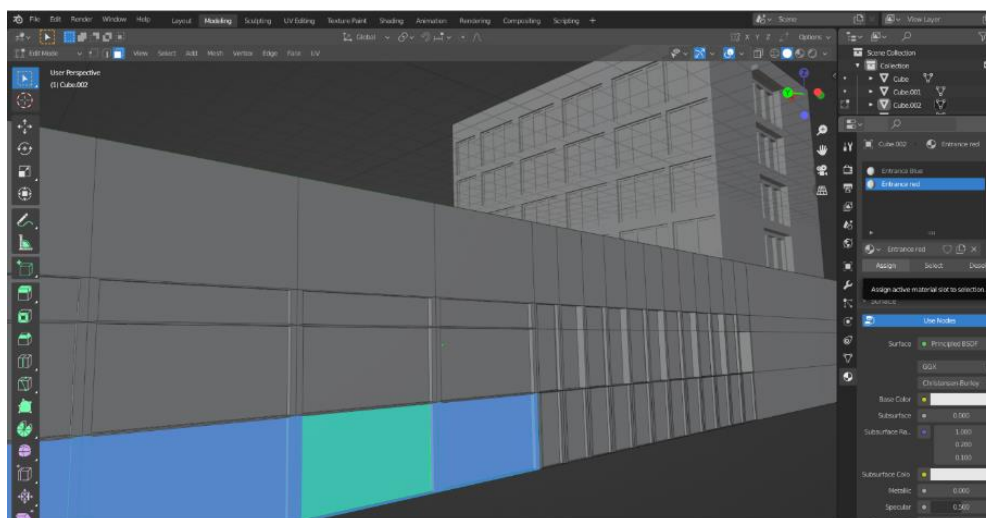 File Edit Render Window Help Layout Modeling Sculpting UV Editing Texture Paint Shading Animation Rendering Compositing Scripting + Scene View Layer
Global X Y Z Options
Edit Mode View Select Add Mesh Vertex Edge Face UV
User Perspective
(1) Cube.002
Scene Collection
Collection
Cube
Cube.001
Cube.002
Cube.002 Entrance red
Entrance Blue
Entrance red
Entrance red
Assign Select Desel
Assign active material slot to selection.
Surface
Use Nodes
Surface Principled BSDF
GGX
Christensen-Burley
Base Color
Subsurface 0.000
Subsurface Ra.. 1.000
0.200
0.100
Subsurface Colo
Metallic 0.000
Specular 0.500